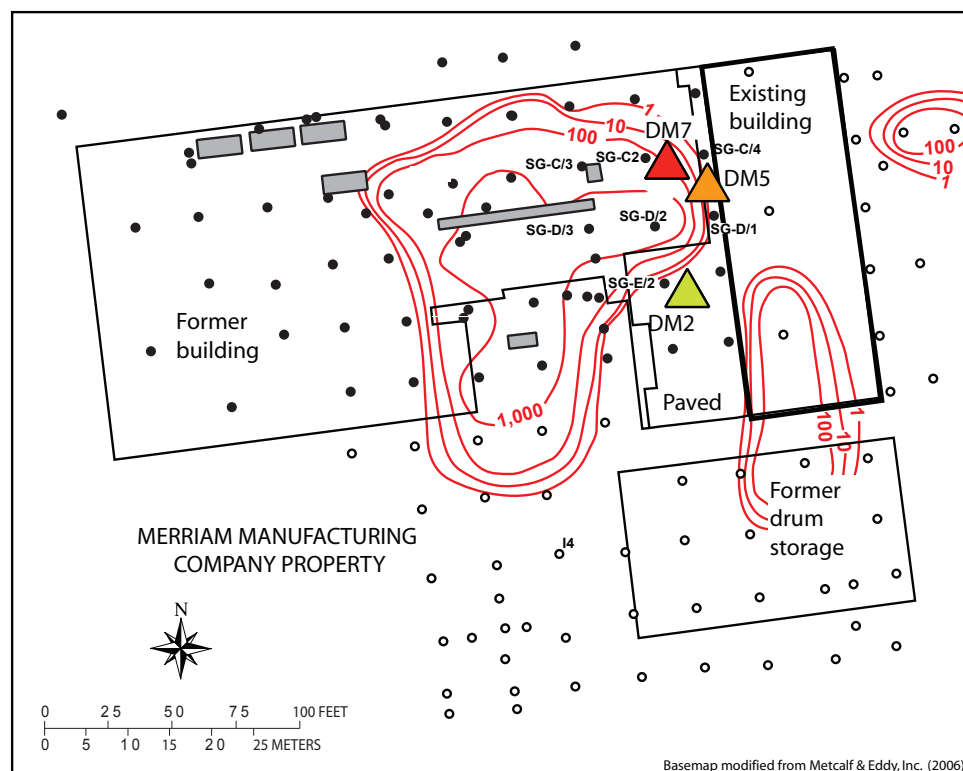 1
10
100
DM7
Existing
building
100
10
1
SG-C/3
SG-C2
SG-C/4
DM5
SG-D/3
SG-D/2
SG-D/1
SG-E/2
DM2
Former
building
1,000
Paved
1
10
100
Former
drum
storage
MERRIAM MANUFACTURING
COMPANY PROPERTY
I4
N
0 25 50 75 100 FEET
0 5 10 15 20 25 METERS
Basemap modified from Metcalf & Eddy, Inc. (2006)